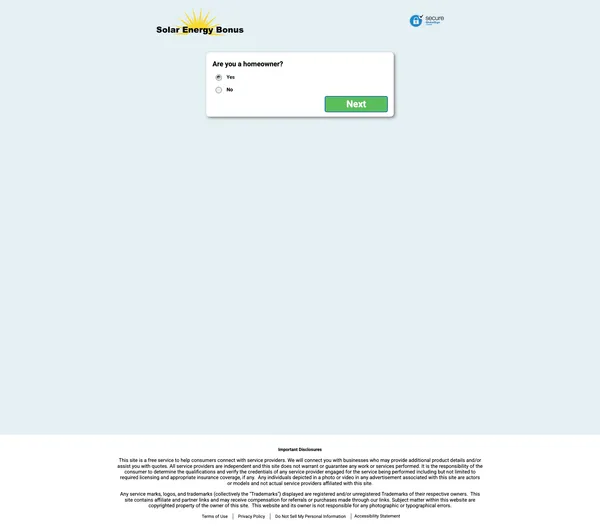 Solar Energy Bonus
secure
Are you a homeowner?
Yes
No
Next
Important Disclosures
This site is a free service to help consumers connect with service providers. We will connect you with businesses who may provide additional product details and/or
assist you with quotes. All service providers are independent and this site does not warrant or guarantee any work or services performed. It is the responsibility of the
consumer to determine the qualifications and verify the credentials of any service provider engaged for the service being performed including but not limited to
required licensing and appropriate insurance coverage, if any. Any individuals depicted in a photo or video in any advertisement associated with this site are actors
or models and not actual service providers affiliated with this site.
Any service marks, logos, and trademarks (collectively the "Trademarks") displayed are registered and/or unregistered Trademarks of their respective owners. This
site contains affiliate and partner links and may receive compensation for referrals or purchases made through our links. Subject matter within this website are
copyrighted property of the owner of this site. This website and its owner is not responsible for any photographic or typographical errors.
Terms of Use | Privacy Policy | Do Not Sell My Personal Information | Accessibility Statement